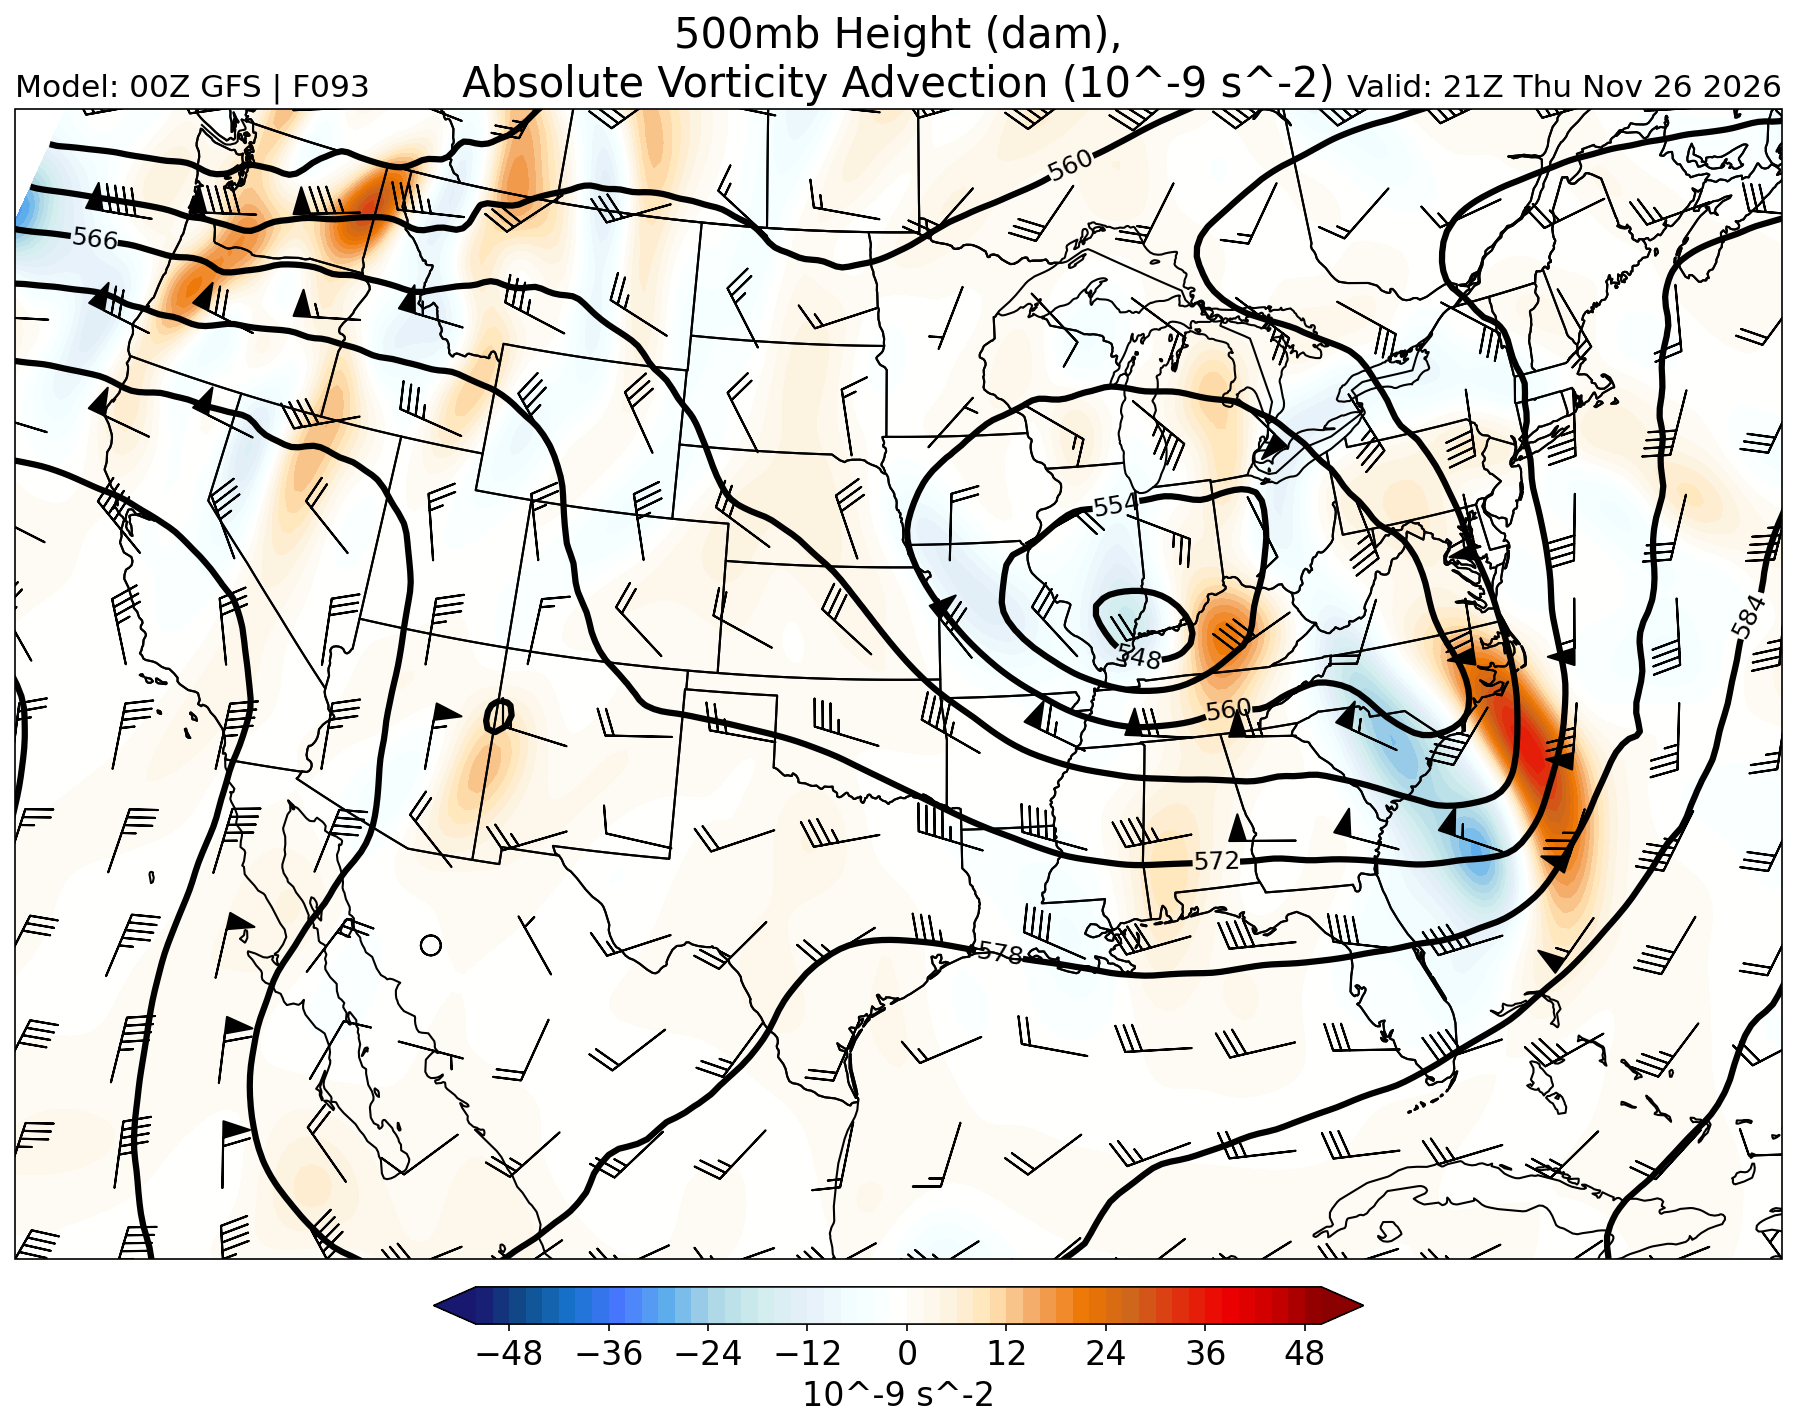 500mb Height (dam),
Model: 00Z GFS | F093
Absolute Vorticity Advection (10^-9 s^-2)
Valid: 21Z Thu Nov 26 2026
560
566
554
584
548
560
572
578
−48 −36 −24 −12 0 12 24 36 48
10^-9 s^-2